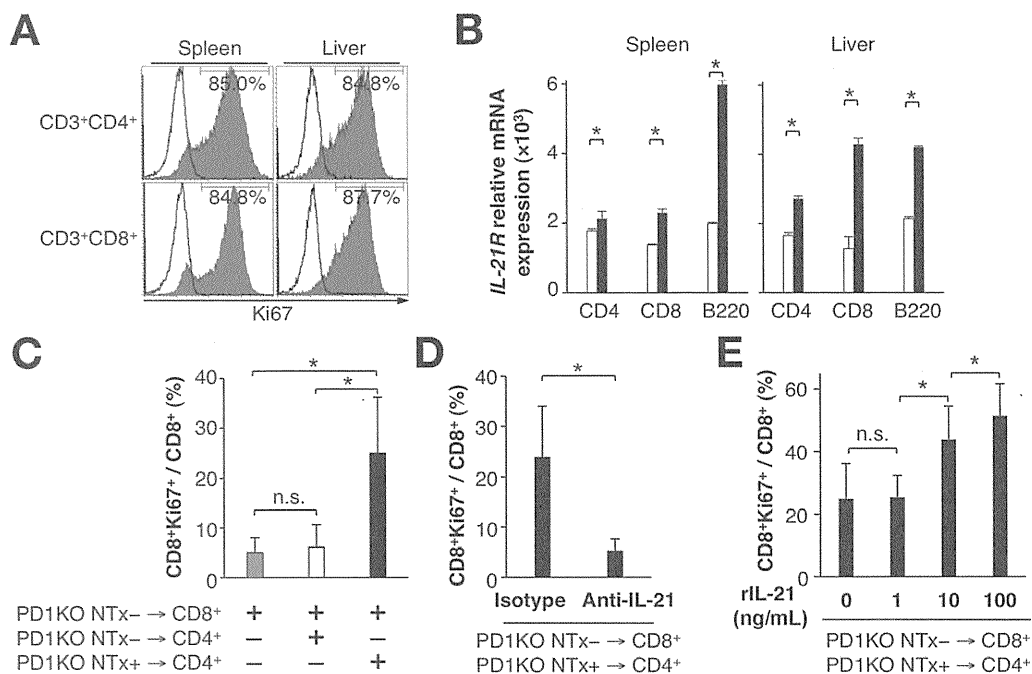 A
Spleen Liver
85.0% 84.8%
CD3+CD4+
84.8% 87.7%
CD3+CD8+
Ki67
B
Spleen Liver
IL-21R relative mRNA
expression (×10³)
6
4
2
0
* * * * * *
CD4 CD8 B220 CD4 CD8 B220
C
CD8+Ki67+ / CD8+ (%)
40
30
20
10
0
*
*
n.s.
PD1KO NTx− → CD8+ + + +
PD1KO NTx− → CD4+ − + −
PD1KO NTx+ → CD4+ − − +
D
CD8+Ki67+ / CD8+ (%)
40
30
20
10
0
*
Isotype Anti-IL-21
PD1KO NTx− → CD8+
PD1KO NTx+ → CD4+
E
CD8+Ki67+ / CD8+ (%)
60
40
20
0
n.s. * *
rIL-21 0 1 10 100
(ng/mL)
PD1KO NTx− → CD8+
PD1KO NTx+ → CD4+